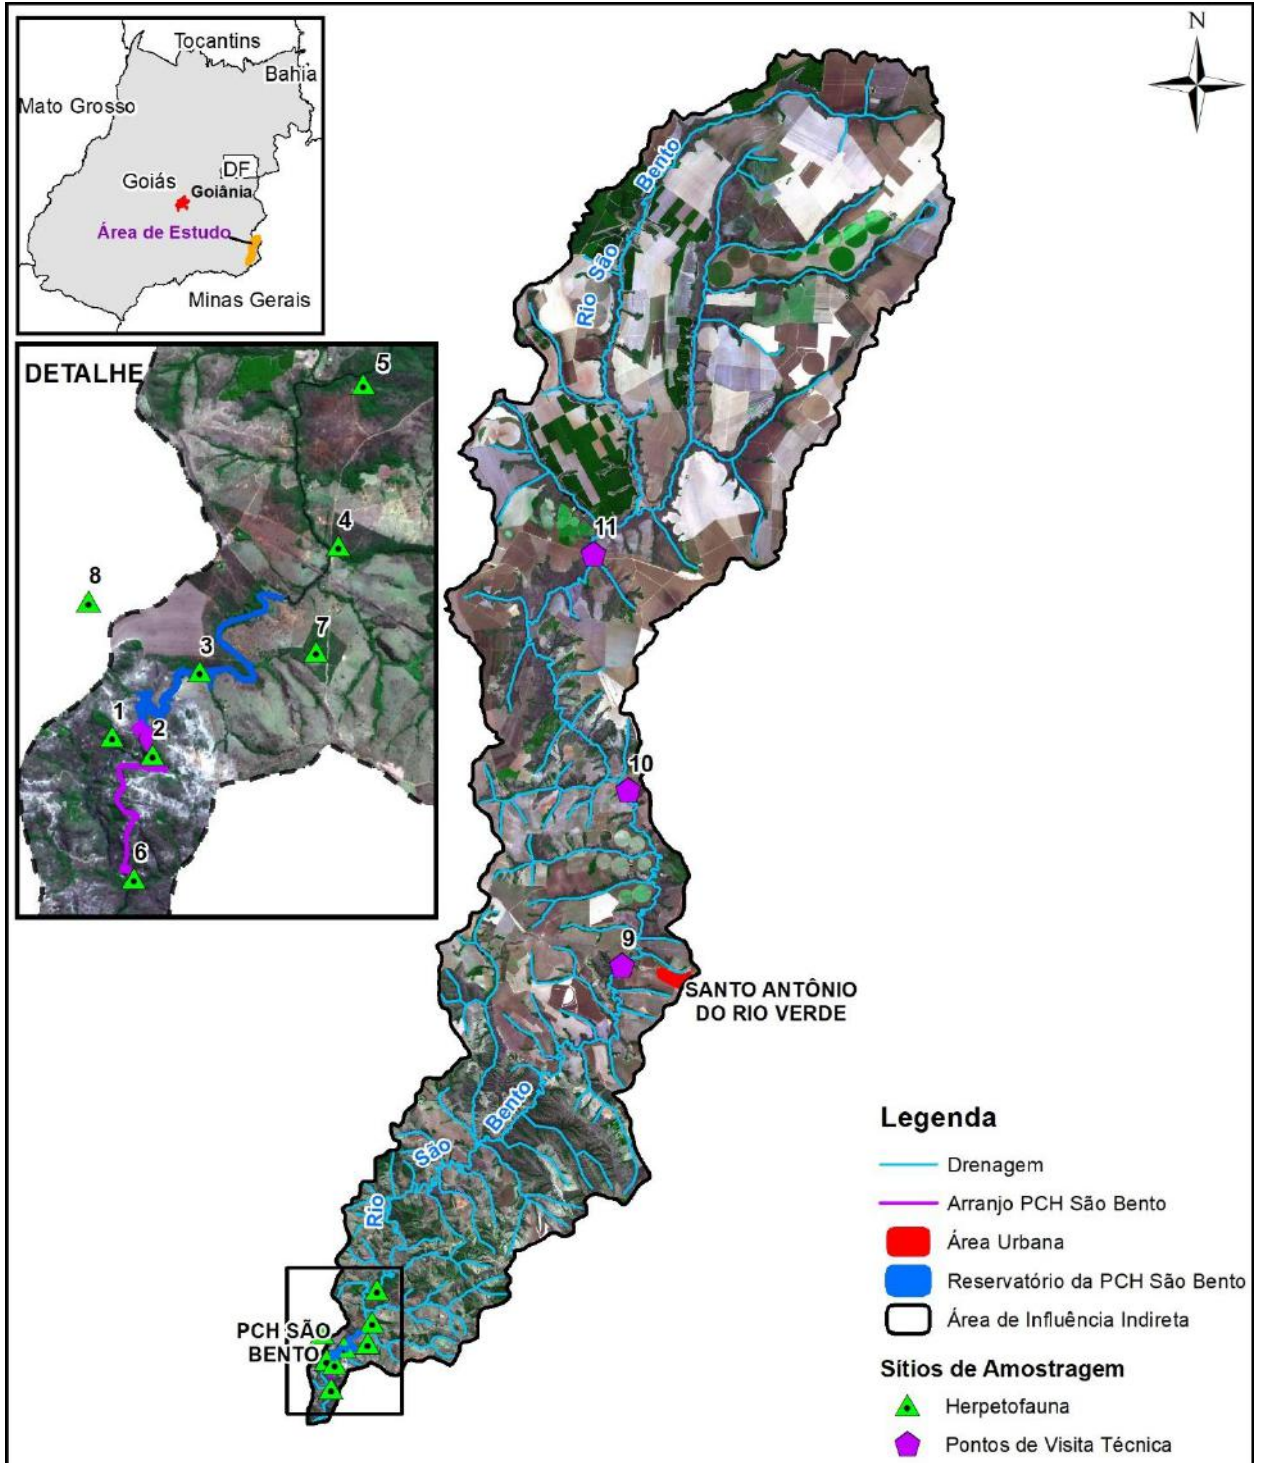 N
Tocantins
Bahia
Mato Grosso
DF
Goiás
Goiânia
Área de Estudo
Minas Gerais
DETALHE
5
4
8
7
3
1
2
6
Rio São Bento
11
10
9
SANTO ANTÔNIO
DO RIO VERDE
Rio São Bento
PCH SÃO
BENTO
Legenda
Drenagem
Arranjo PCH São Bento
Área Urbana
Reservatório da PCH São Bento
Área de Influência Indireta
Sítios de Amostragem
Herpetofauna
Pontos de Visita Técnica